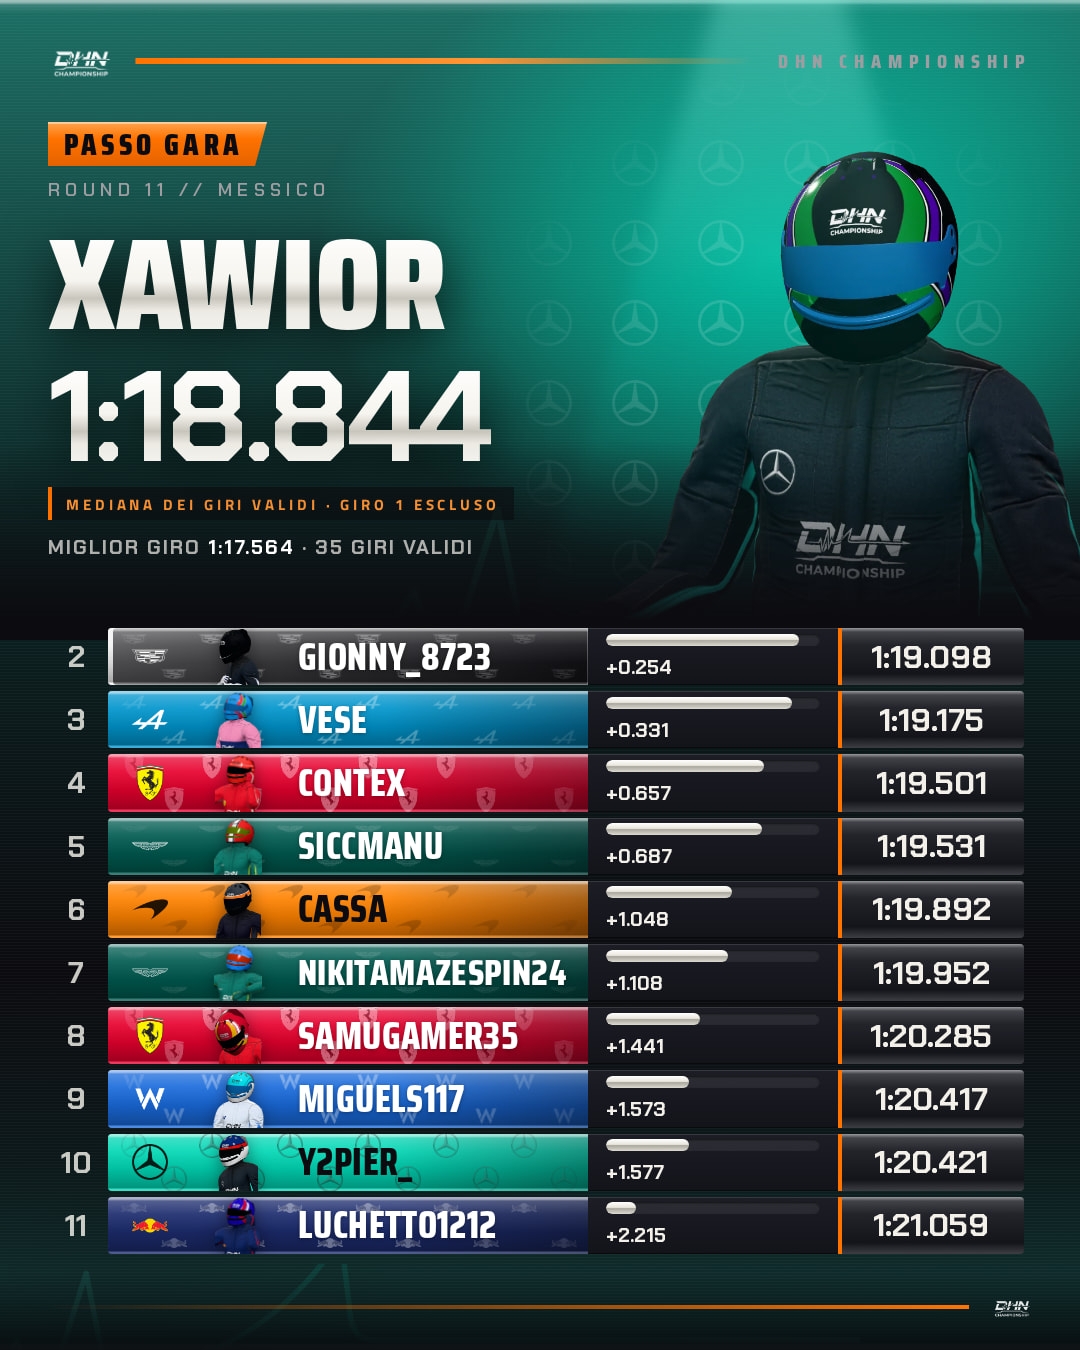 DHN
CHAMPIONSHIP
DHN CHAMPIONSHIP
PASSO GARA
ROUND 11 // MESSICO
XAWIOR
1:18.844
MEDIANA DEI GIRI VALIDI · GIRO 1 ESCLUSO
MIGLIOR GIRO 1:17.564 · 35 GIRI VALIDI
DHN
CHAMPIONSHIP
DHN
CHAMPIONSHIP
2 GIONNY_8723 +0.254 1:19.098
3 VESE +0.331 1:19.175
4 CONTEX +0.657 1:19.501
5 SICCMANU +0.687 1:19.531
6 CASSA +1.048 1:19.892
7 NIKITAMAZESPIN24 +1.108 1:19.952
8 SAMUGAMER35 +1.441 1:20.285
9 MIGUELS117 +1.573 1:20.417
10 Y2PIER_ +1.577 1:20.421
11 LUCHETTO1212 +2.215 1:21.059
DHN
CHAMPIONSHIP